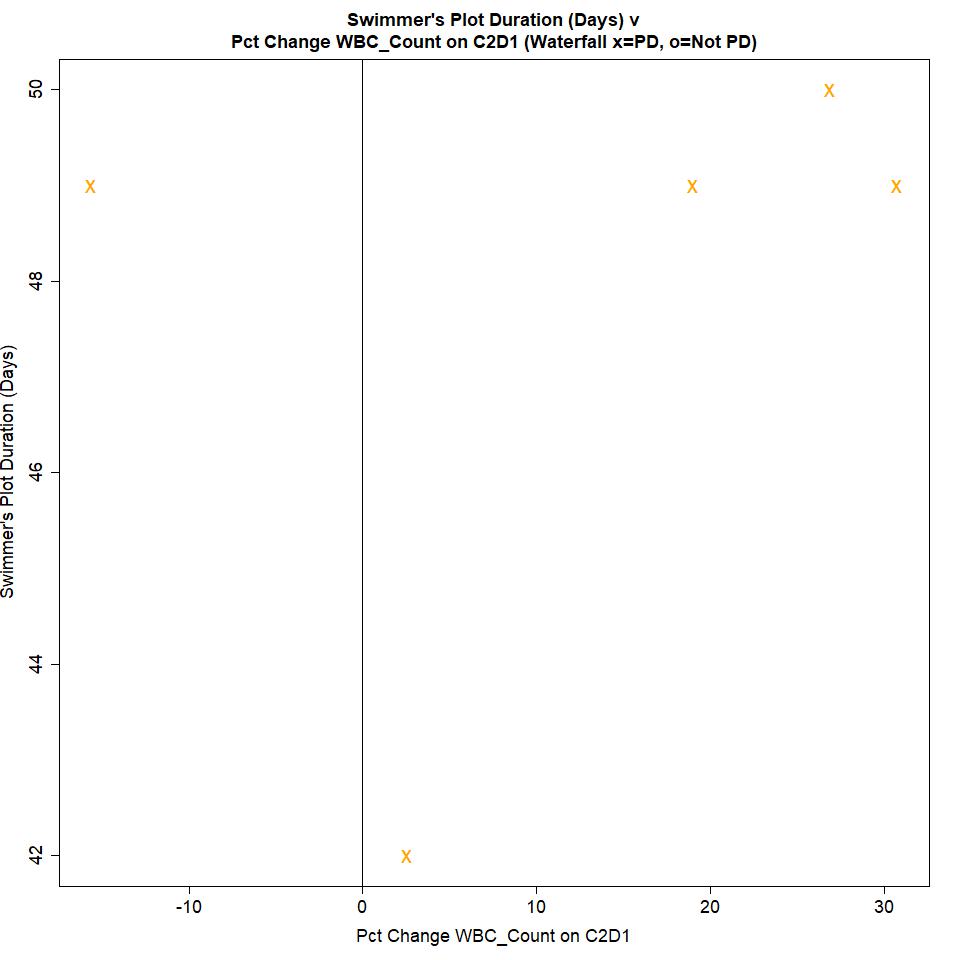 Swimmer's Plot Duration (Days) v
Pct Change WBC_Count on C2D1 (Waterfall x=PD, o=Not PD)
Swimmer's Plot Duration (Days)
50
48
46
44
42
X
X
X
X
X
-10
0
10
20
30
Pct Change WBC_Count on C2D1